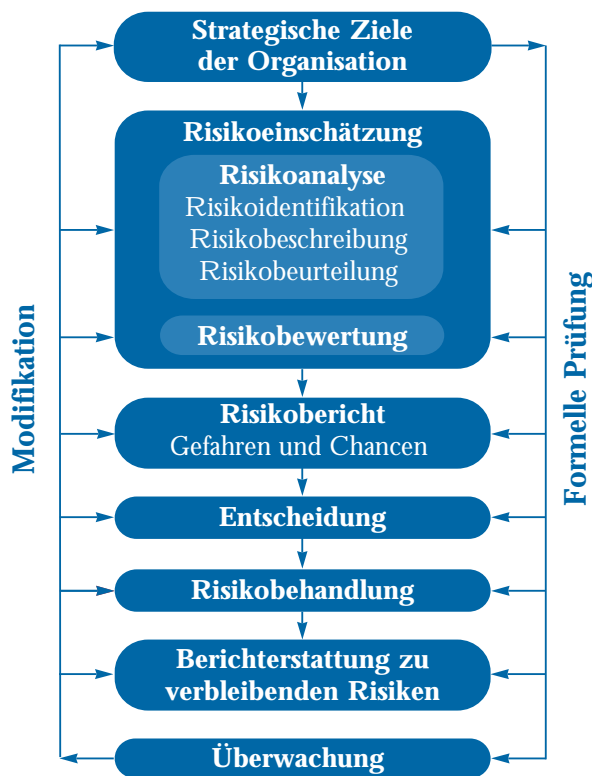 Strategische Ziele
der Organisation
Risikoeinschätzung
Risikoanalyse
Risikoidentifikation
Risikobeschreibung
Risikobeurteilung
Risikobewertung
Risikobericht
Gefahren und Chancen
Entscheidung
Risikobehandlung
Berichterstattung zu
verbleibenden Risiken
Überwachung
Modifikation
Formelle Prüfung